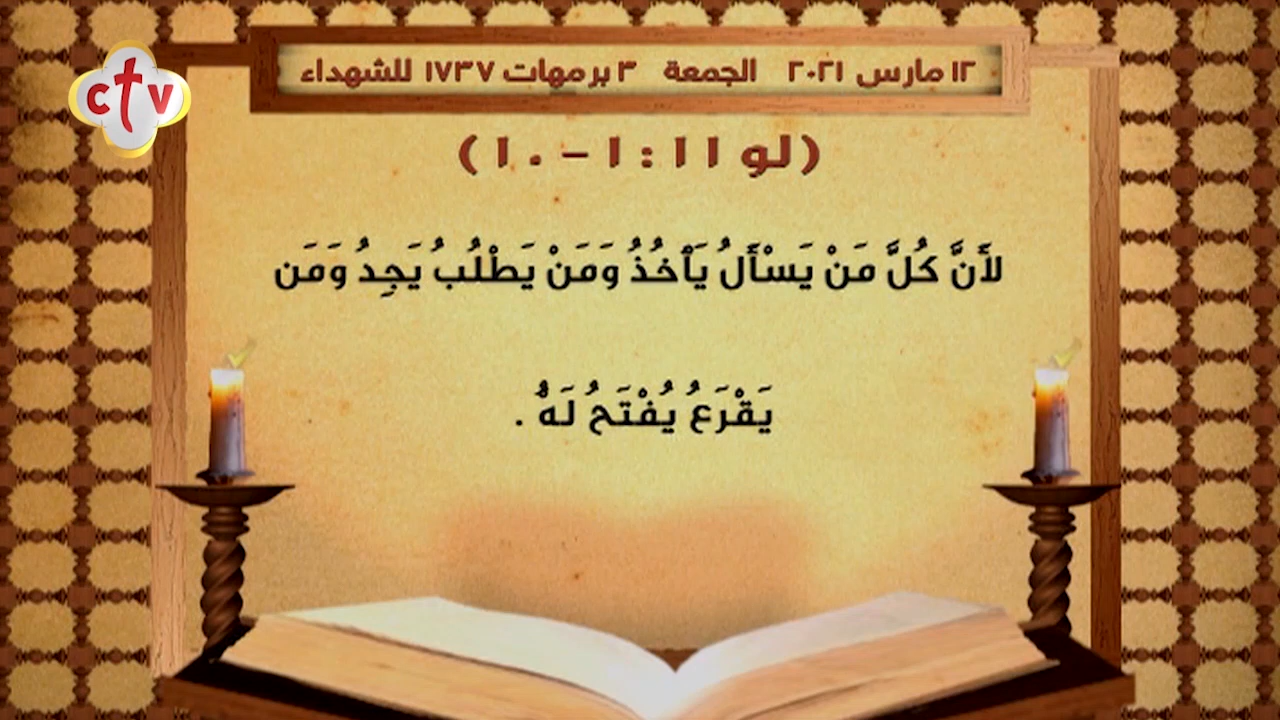 ctv
١٢ مارس ٢٠٢١ الجمعة ٣ برمهات ١٧٣٧ للشهداء
(لو ١١ : ١ – ١٠)
لأَنَّ كُلَّ مَنْ يَسْأَلُ يَأْخُذُ وَمَنْ يَطْلُبُ يَجِدُ وَمَن
يَقْرَعُ يُفْتَحُ لَهُ .